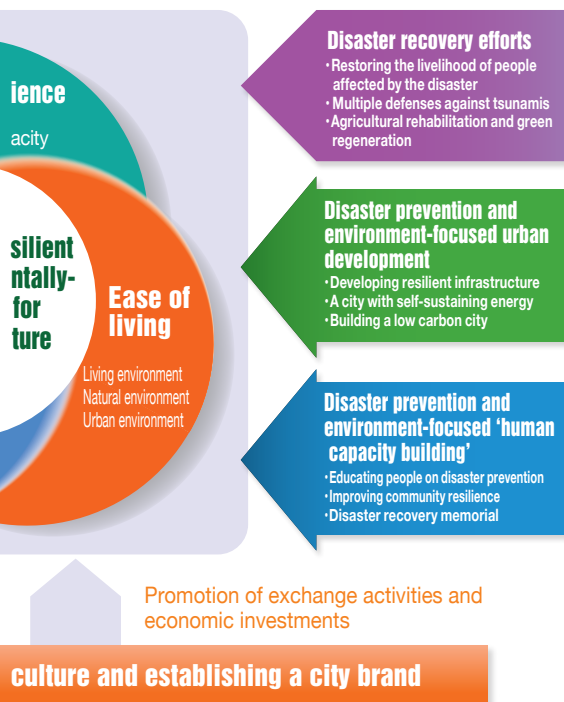 ience
acity
silient
ntally-
for
ture
Ease of
living
Living environment
Natural environment
Urban environment
Disaster recovery efforts
・Restoring the livelihood of people
affected by the disaster
・Multiple defenses against tsunamis
・Agricultural rehabilitation and green
regeneration
Disaster prevention and
environment-focused urban
development
・Developing resilient infrastructure
・A city with self-sustaining energy
・Building a low carbon city
Disaster prevention and
environment-focused ‘human
capacity building’
・Educating people on disaster prevention
・Improving community resilience
・Disaster recovery memorial
Promotion of exchange activities and
economic investments
culture and establishing a city brand